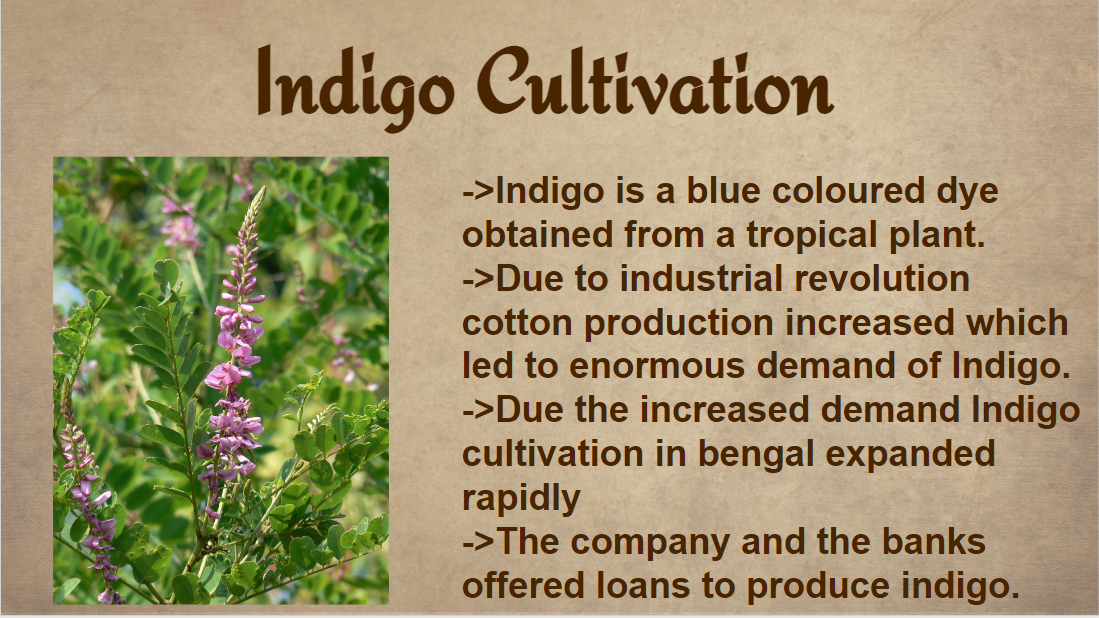 Indigo Cultivation
->Indigo is a blue coloured dye
obtained from a tropical plant.
->Due to industrial revolution
cotton production increased which
led to enormous demand of Indigo.
->Due the increased demand Indigo
cultivation in bengal expanded
rapidly
->The company and the banks
offered loans to produce indigo.